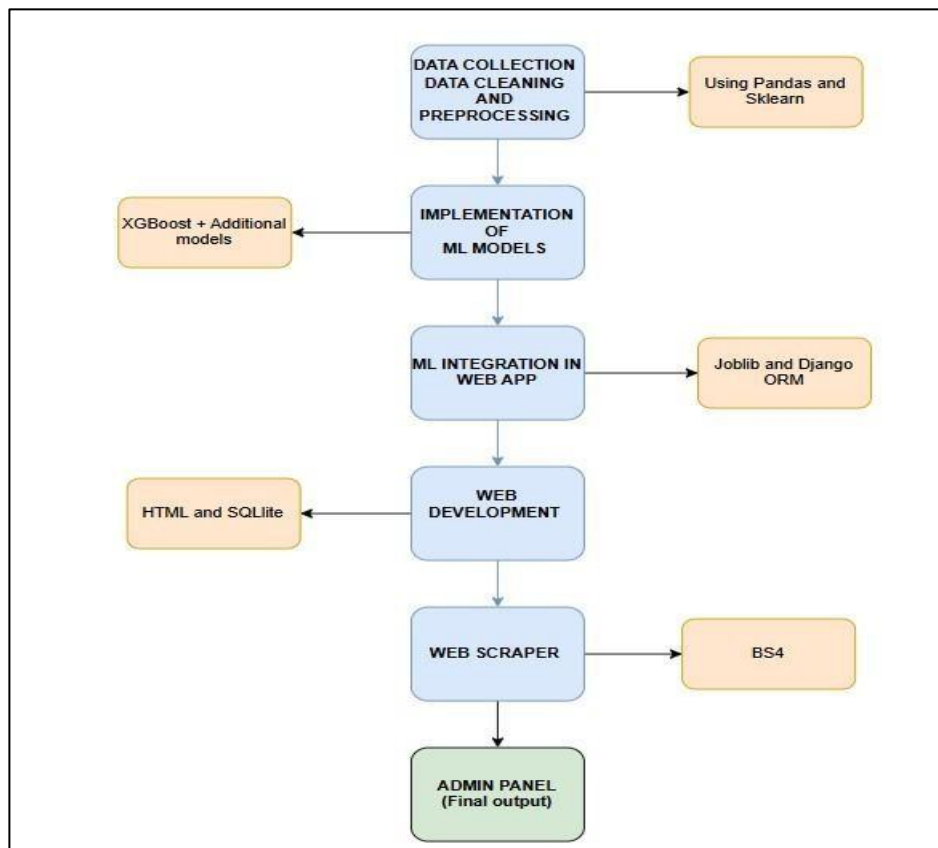 DATA COLLECTION
DATA CLEANING
AND
PREPROCESSING
Using Pandas and
Sklearn
IMPLEMENTATION
OF
ML MODELS
XGBoost + Additional
models
ML INTEGRATION IN
WEB APP
Joblib and Django
ORM
WEB
DEVELOPMENT
HTML and SQLlite
WEB SCRAPER
BS4
ADMIN PANEL
(Final output)